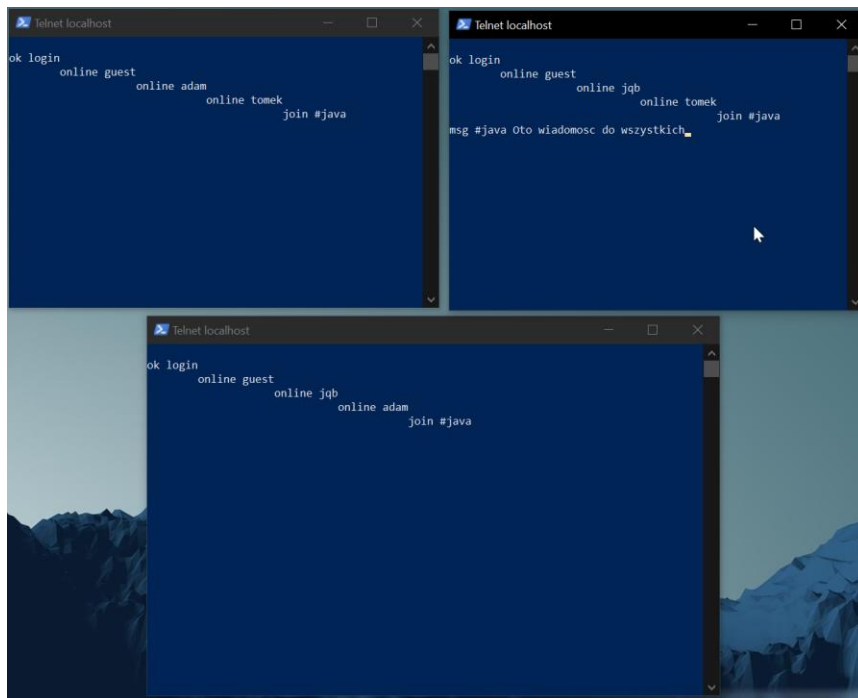 Telnet localhost
ok login
online guest
online adam
online tomek
join #java
Telnet localhost
ok login
online guest
online jqb
online tomek
join #java
msg #java Oto wiadomosc do wszystkich
Telnet localhost
ok login
online guest
online jqb
online adam
join #java